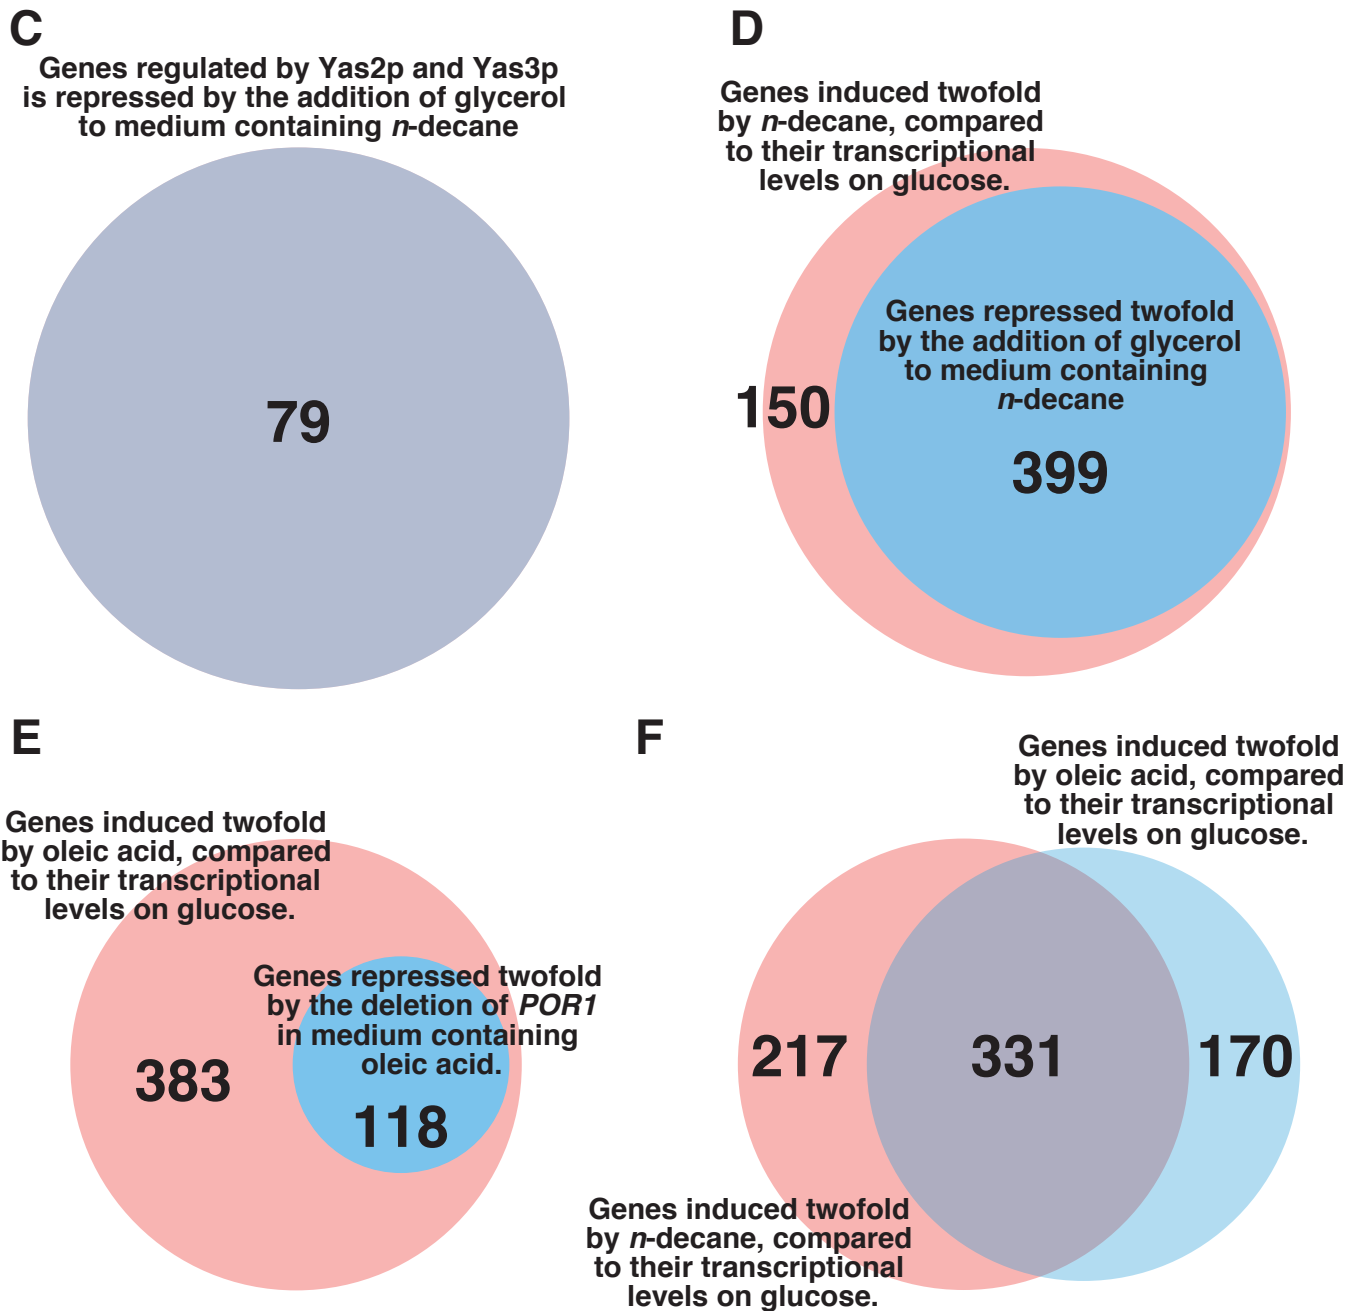 C
Genes regulated by Yas2p and Yas3p
is repressed by the addition of glycerol
to medium containing n-decane
79
D
Genes induced twofold
by n-decane, compared
to their transcriptional
levels on glucose.
Genes repressed twofold
by the addition of glycerol
to medium containing
n-decane
150
399
E
Genes induced twofold
by oleic acid, compared
to their transcriptional
levels on glucose.
Genes repressed twofold
by the deletion of POR1
in medium containing
oleic acid.
383
118
F
Genes induced twofold
by oleic acid, compared
to their transcriptional
levels on glucose.
217
331
170
Genes induced twofold
by n-decane, compared
to their transcriptional
levels on glucose.